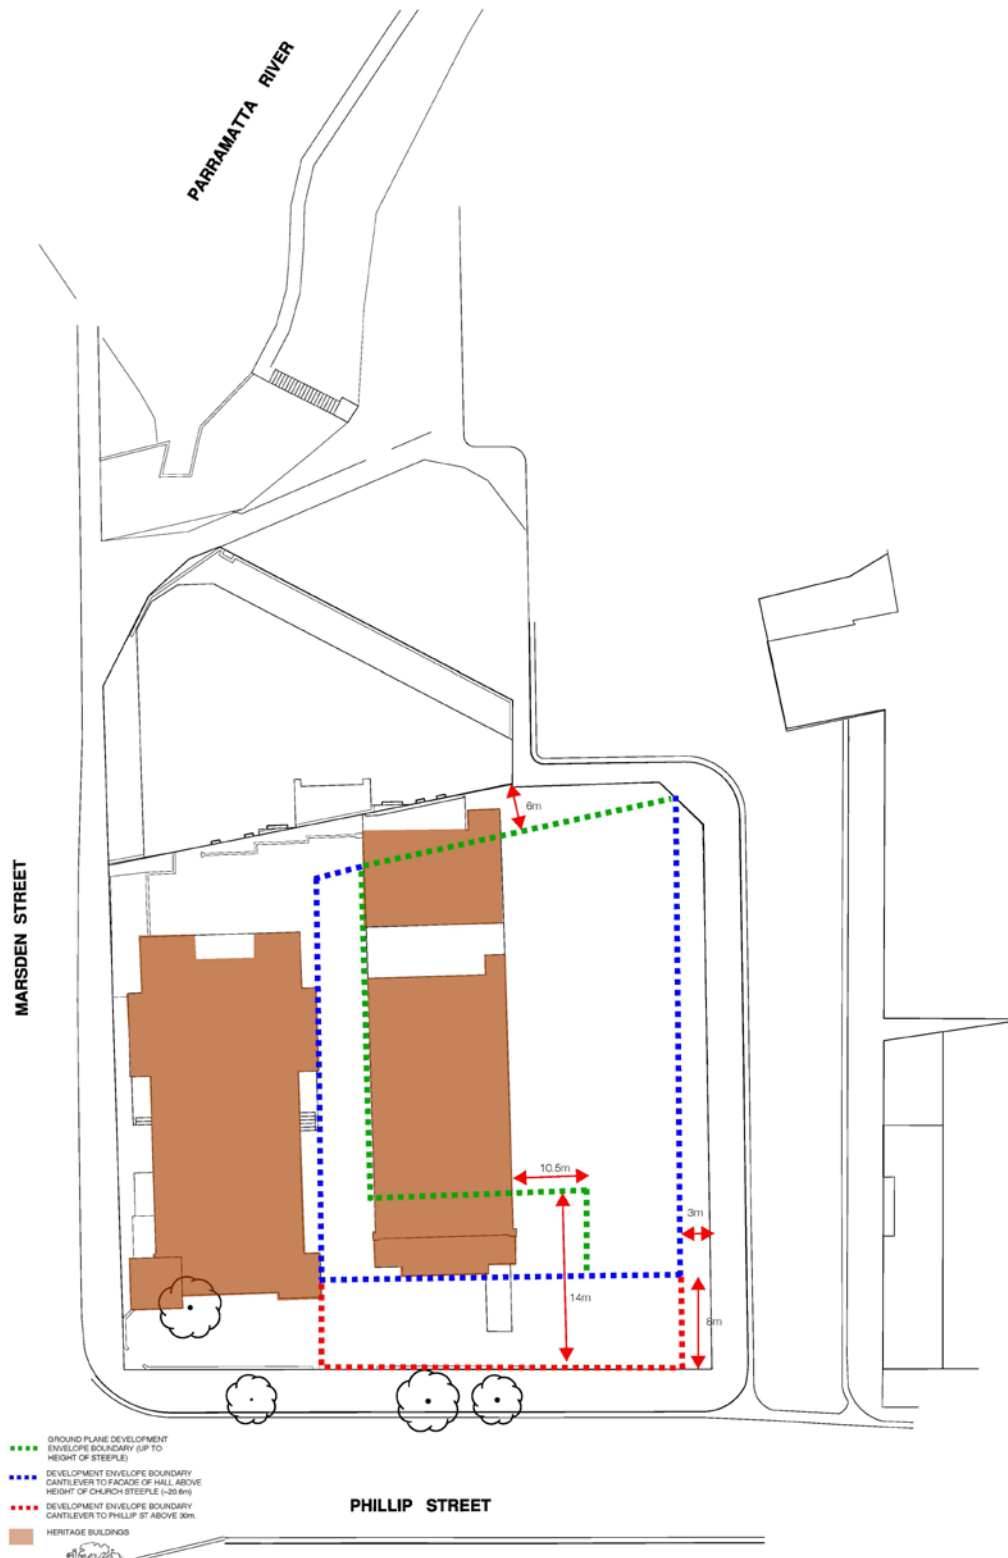 PARRAMATTA RIVER
6m
MARSDEN STREET
10.5m
3m
14m
8m
GROUND PLANE DEVELOPMENT
ENVELOPE BOUNDARY (UP TO
HEIGHT OF STEEPLE)
DEVELOPMENT ENVELOPE BOUNDARY
CANTILEVER TO FACADE OF HALL ABOVE
HEIGHT OF CHURCH STEEPLE (~20.6m)
DEVELOPMENT ENVELOPE BOUNDARY
CANTILEVER TO PHILLIP ST ABOVE 30m.
HERITAGE BUILDINGS
PHILLIP STREET